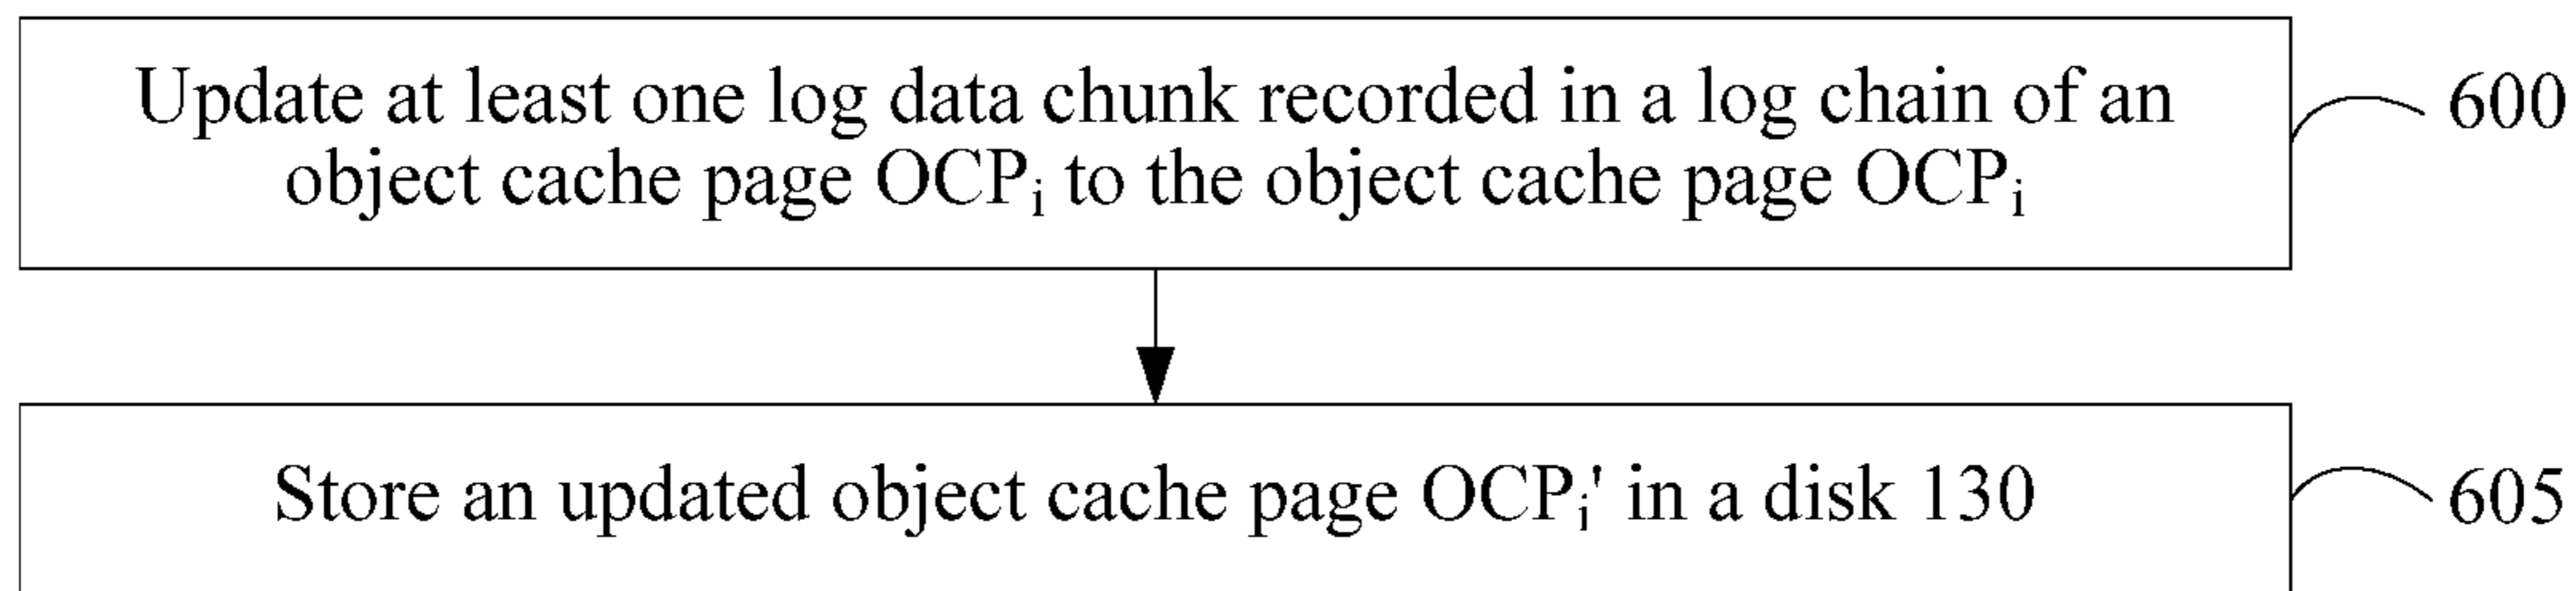 Update at least one log data chunk recorded in a log chain of an
object cache page OCPi to the object cache page OCPi
600
Store an updated object cache page OCPi' in a disk 130
605